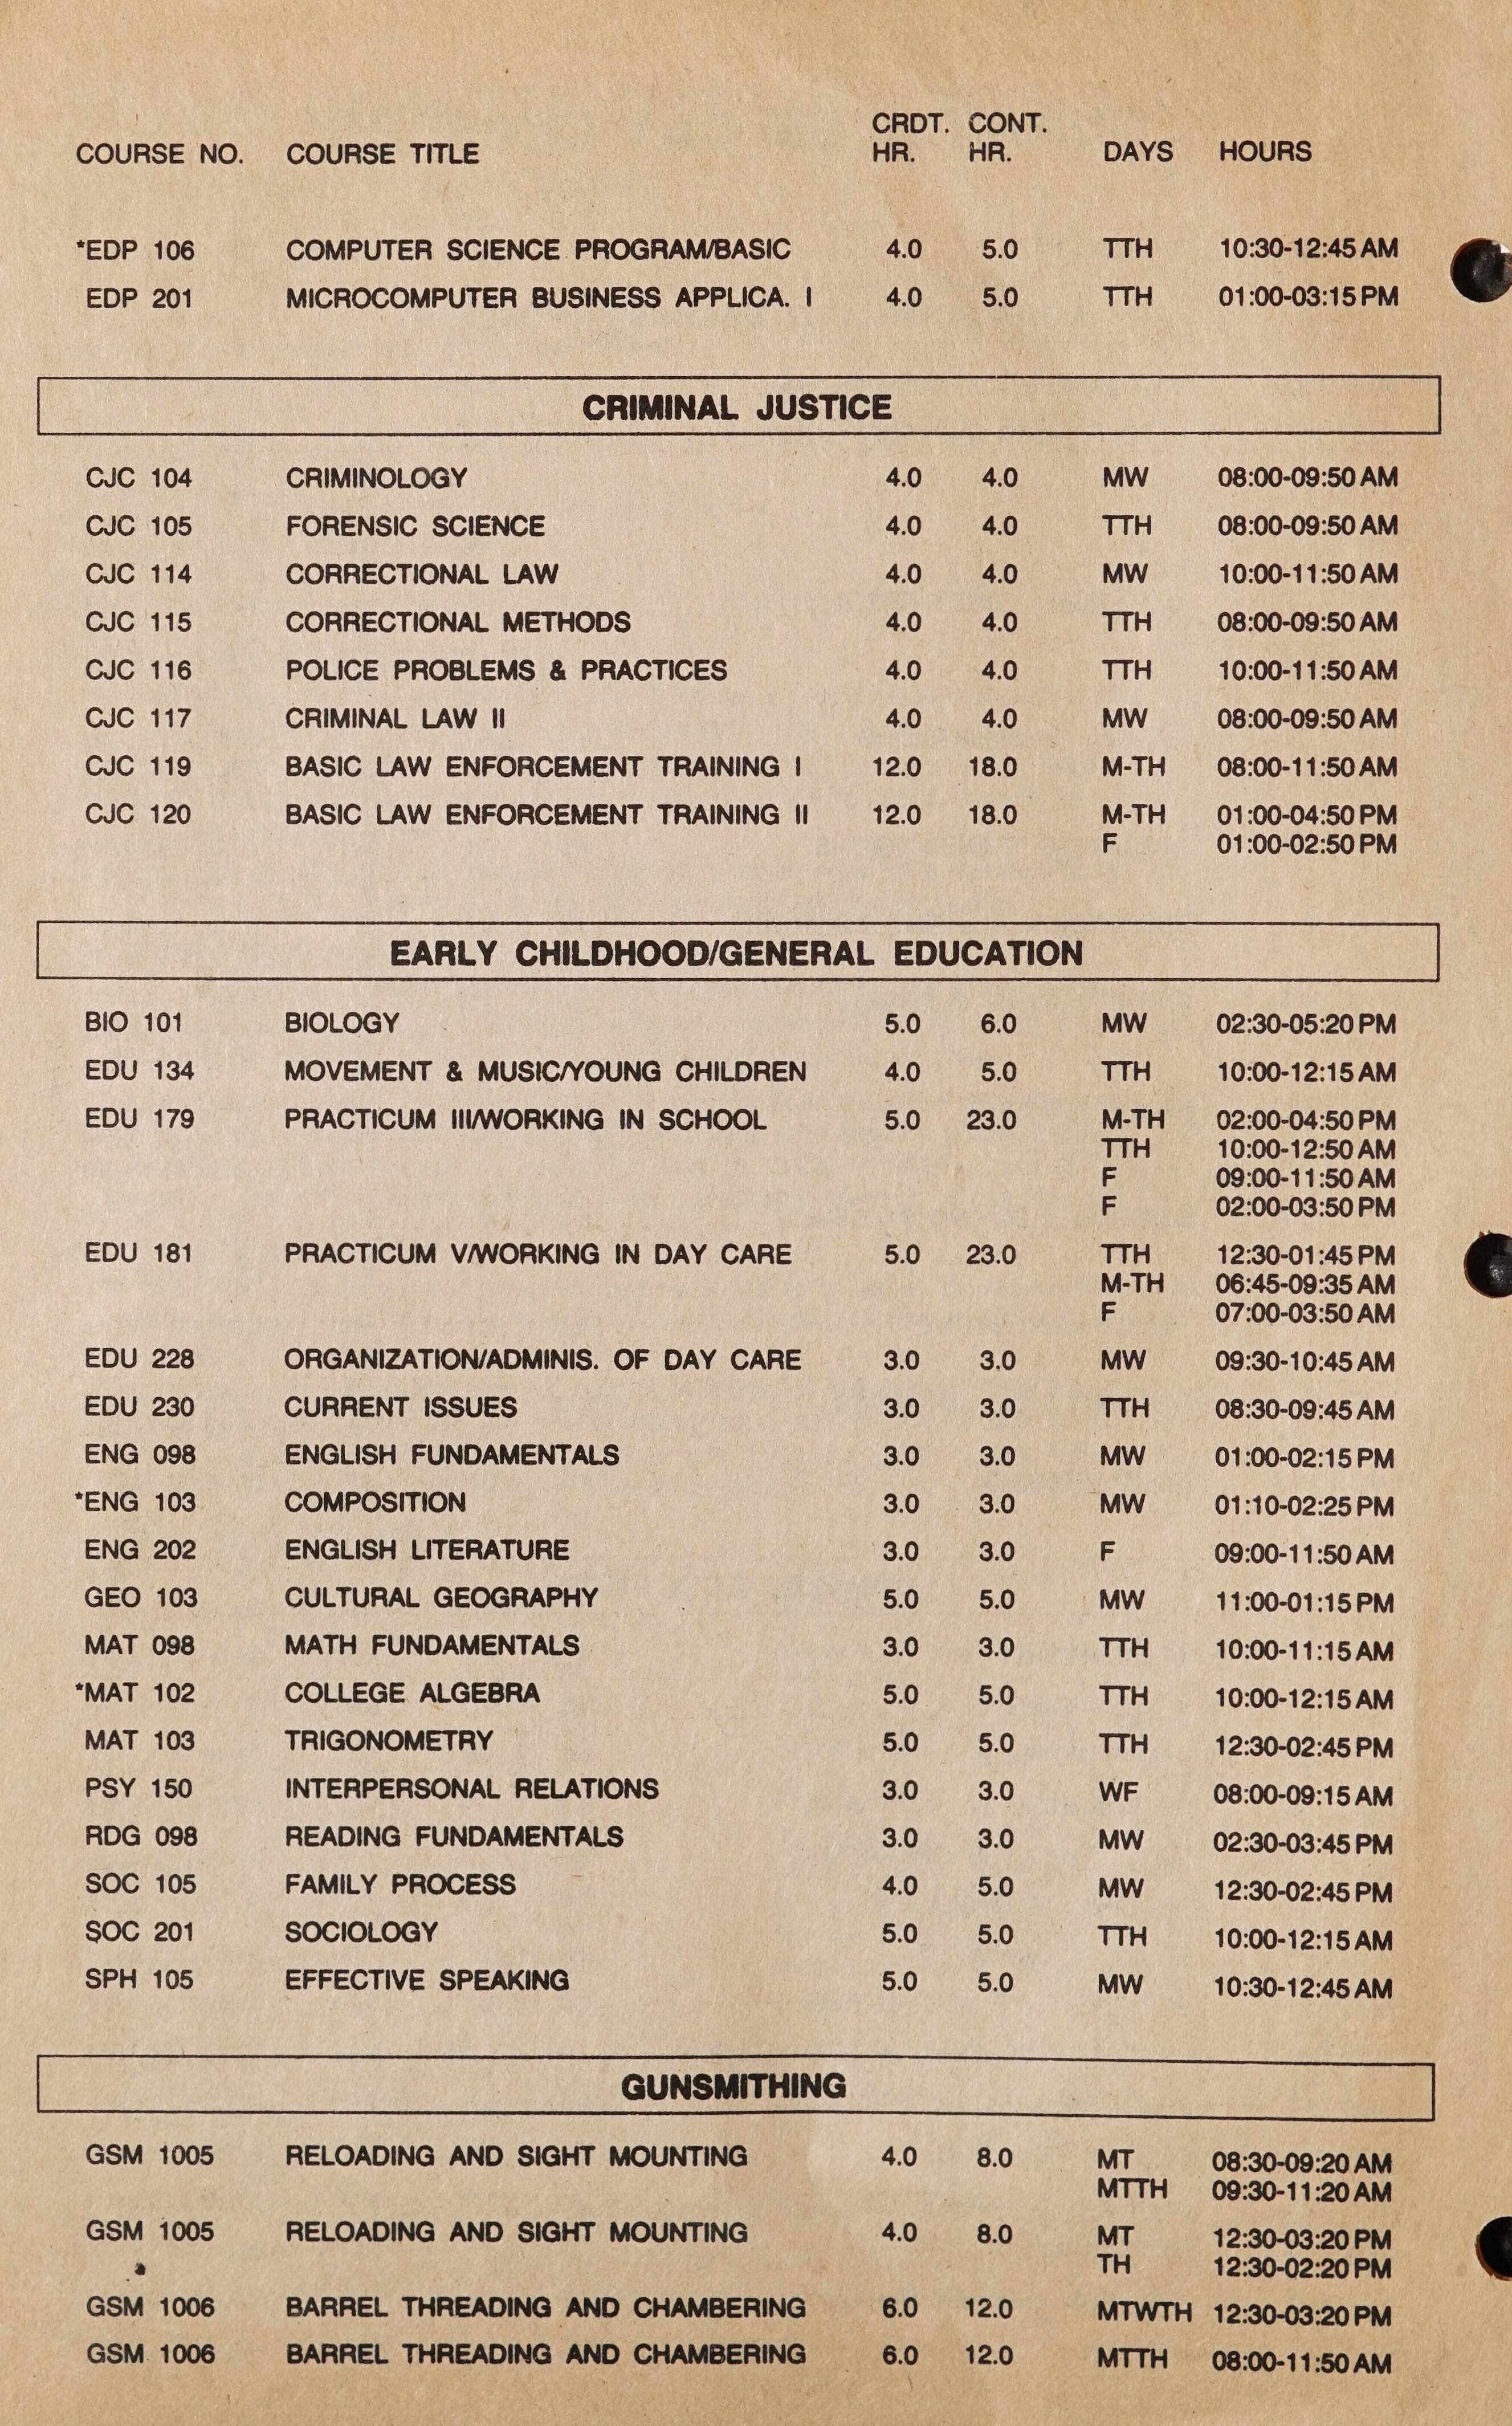 CRDT. CONT.
COURSE NO. COURSE TITLE HR. HR. DAYS HOURS
*EDP 106 COMPUTER SCIENCE PROGRAM/BASIC 4.0 5.0 TTH 10:30-12:45 AM
EDP 201 MICROCOMPUTER BUSINESS APPLICA. I 4.0 5.0 TTH 01:00-03:15 PM
CRIMINAL JUSTICE
CJC 104 CRIMINOLOGY 4.0 4.0 MW 08:00-09:50 AM
CJC 105 FORENSIC SCIENCE 4.0 4.0 TTH 08:00-09:50 AM
CJC 114 CORRECTIONAL LAW 4.0 4.0 MW 10:00-11:50 AM
CJC 115 CORRECTIONAL METHODS 4.0 4.0 TTH 08:00-09:50 AM
CJC 116 POLICE PROBLEMS & PRACTICES 4.0 4.0 TTH 10:00-11:50 AM
CJC 117 CRIMINAL LAW II 4.0 4.0 MW 08:00-09:50 AM
CJC 119 BASIC LAW ENFORCEMENT TRAINING I 12.0 18.0 M-TH 08:00-11:50 AM
CJC 120 BASIC LAW ENFORCEMENT TRAINING II 12.0 18.0 M-TH 01:00-04:50 PM
F 01:00-02:50 PM
EARLY CHILDHOOD/GENERAL EDUCATION
BIO 101 BIOLOGY 5.0 6.0 MW 02:30-05:20 PM
EDU 134 MOVEMENT & MUSIC/YOUNG CHILDREN 4.0 5.0 TTH 10:00-12:15 AM
EDU 179 PRACTICUM III/WORKING IN SCHOOL 5.0 23.0 M-TH 02:00-04:50 PM
TTH 10:00-12:50 AM
F 09:00-11:50 AM
F 02:00-03:50 PM
EDU 181 PRACTICUM V/WORKING IN DAY CARE 5.0 23.0 TTH 12:30-01:45 PM
M-TH 06:45-09:35 AM
F 07:00-03:50 AM
EDU 228 ORGANIZATION/ADMINIS. OF DAY CARE 3.0 3.0 MW 09:30-10:45 AM
EDU 230 CURRENT ISSUES 3.0 3.0 TTH 08:30-09:45 AM
ENG 098 ENGLISH FUNDAMENTALS 3.0 3.0 MW 01:00-02:15 PM
*ENG 103 COMPOSITION 3.0 3.0 MW 01:10-02:25 PM
ENG 202 ENGLISH LITERATURE 3.0 3.0 F 09:00-11:50 AM
GEO 103 CULTURAL GEOGRAPHY 5.0 5.0 MW 11:00-01:15 PM
MAT 098 MATH FUNDAMENTALS 3.0 3.0 TTH 10:00-11:15 AM
*MAT 102 COLLEGE ALGEBRA 5.0 5.0 TTH 10:00-12:15 AM
MAT 103 TRIGONOMETRY 5.0 5.0 TTH 12:30-02:45 PM
PSY 150 INTERPERSONAL RELATIONS 3.0 3.0 WF 08:00-09:15 AM
RDG 098 READING FUNDAMENTALS 3.0 3.0 MW 02:30-03:45 PM
SOC 105 FAMILY PROCESS 4.0 5.0 MW 12:30-02:45 PM
SOC 201 SOCIOLOGY 5.0 5.0 TTH 10:00-12:15 AM
SPH 105 EFFECTIVE SPEAKING 5.0 5.0 MW 10:30-12:45 AM
GUNSMITHING
GSM 1005 RELOADING AND SIGHT MOUNTING 4.0 8.0 MT 08:30-09:20 AM
MTTH 09:30-11:20 AM
GSM 1005 RELOADING AND SIGHT MOUNTING 4.0 8.0 MT 12:30-03:20 PM
TH 12:30-02:20 PM
GSM 1006 BARREL THREADING AND CHAMBERING 6.0 12.0 MTWTH 12:30-03:20 PM
GSM 1006 BARREL THREADING AND CHAMBERING 6.0 12.0 MTTH 08:00-11:50 AM